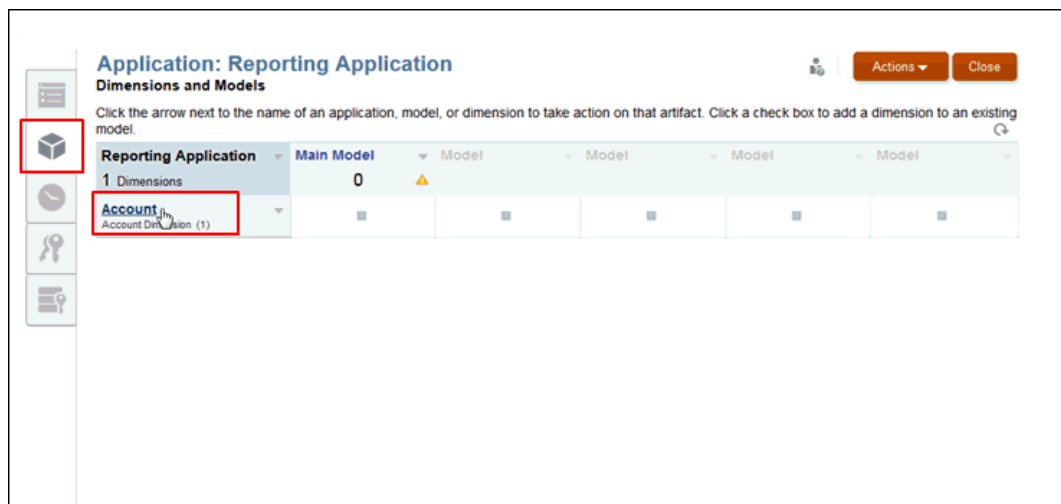 Application: Reporting Application
Actions
Close
Dimensions and Models
Click the arrow next to the name of an application, model, or dimension to take action on that artifact. Click a check box to add a dimension to an existing
model.
Reporting Application Main Model Model Model Model Model
1 Dimensions 0
Account
Account Dimension (1)